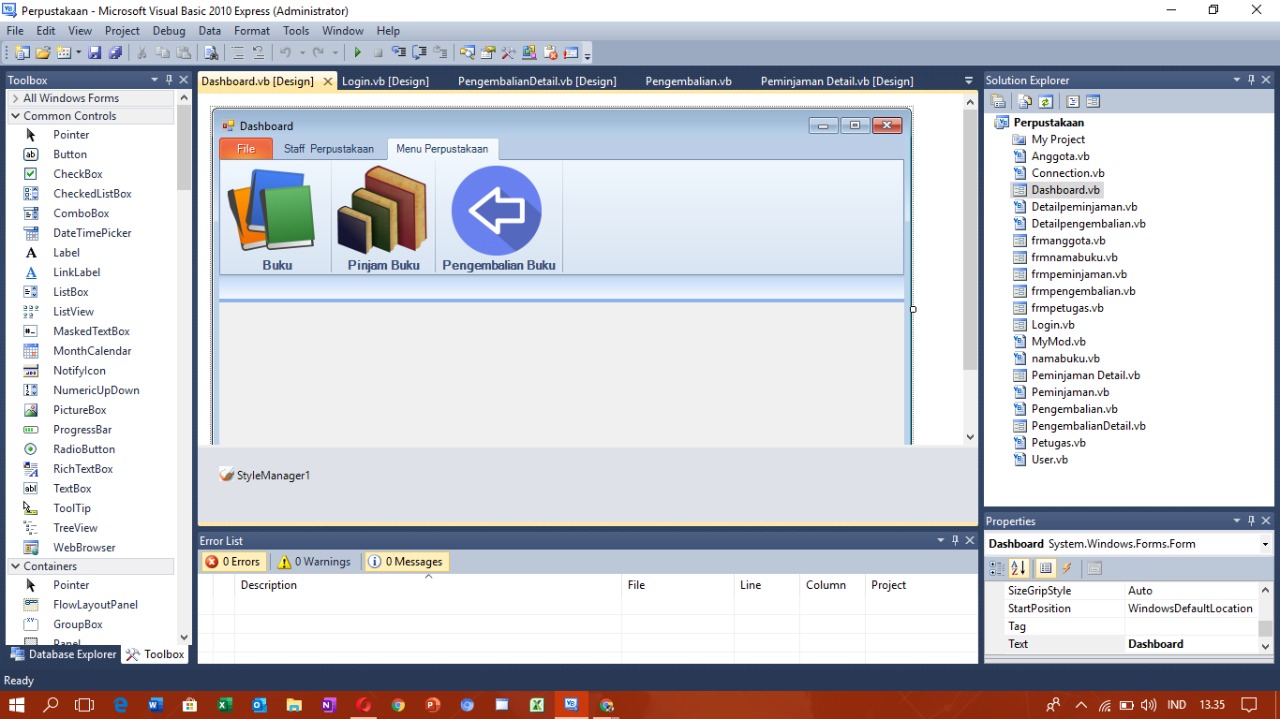 Perpustakaan - Microsoft Visual Basic 2010 Express (Administrator)
File Edit View Project Debug Data Format Tools Window Help
Toolbox
All Windows Forms
Common Controls
Pointer
Button
CheckBox
CheckedListBox
ComboBox
DateTimePicker
Label
LinkLabel
ListBox
ListView
MaskedTextBox
MonthCalendar
NotifyIcon
NumericUpDown
PictureBox
ProgressBar
RadioButton
RichTextBox
TextBox
ToolTip
TreeView
WebBrowser
Containers
Pointer
FlowLayoutPanel
GroupBox
Panel
Database Explorer Toolbox
Dashboard.vb [Design] Login.vb [Design] PengembalianDetail.vb [Design] Pengembalian.vb Peminjaman Detail.vb [Design]
Dashboard
File Staff Perpustakaan Menu Perpustakaan
Buku Pinjam Buku Pengembalian Buku
StyleManager1
Error List
0 Errors 0 Warnings 0 Messages
Description File Line Column Project
Solution Explorer
Perpustakaan
My Project
Anggota.vb
Connection.vb
Dashboard.vb
Detailpeminjaman.vb
Detailpengembalian.vb
frmanggota.vb
frmnamabuku.vb
frmpeminjaman.vb
frmpengembalian.vb
frmpetugas.vb
Login.vb
MyMod.vb
namabuku.vb
Peminjaman Detail.vb
Peminjaman.vb
Pengembalian.vb
PengembalianDetail.vb
Petugas.vb
User.vb
Properties
Dashboard System.Windows.Forms.Form
SizeGripStyle Auto
StartPosition WindowsDefaultLocation
Tag
Text Dashboard
Ready
IND 13.35